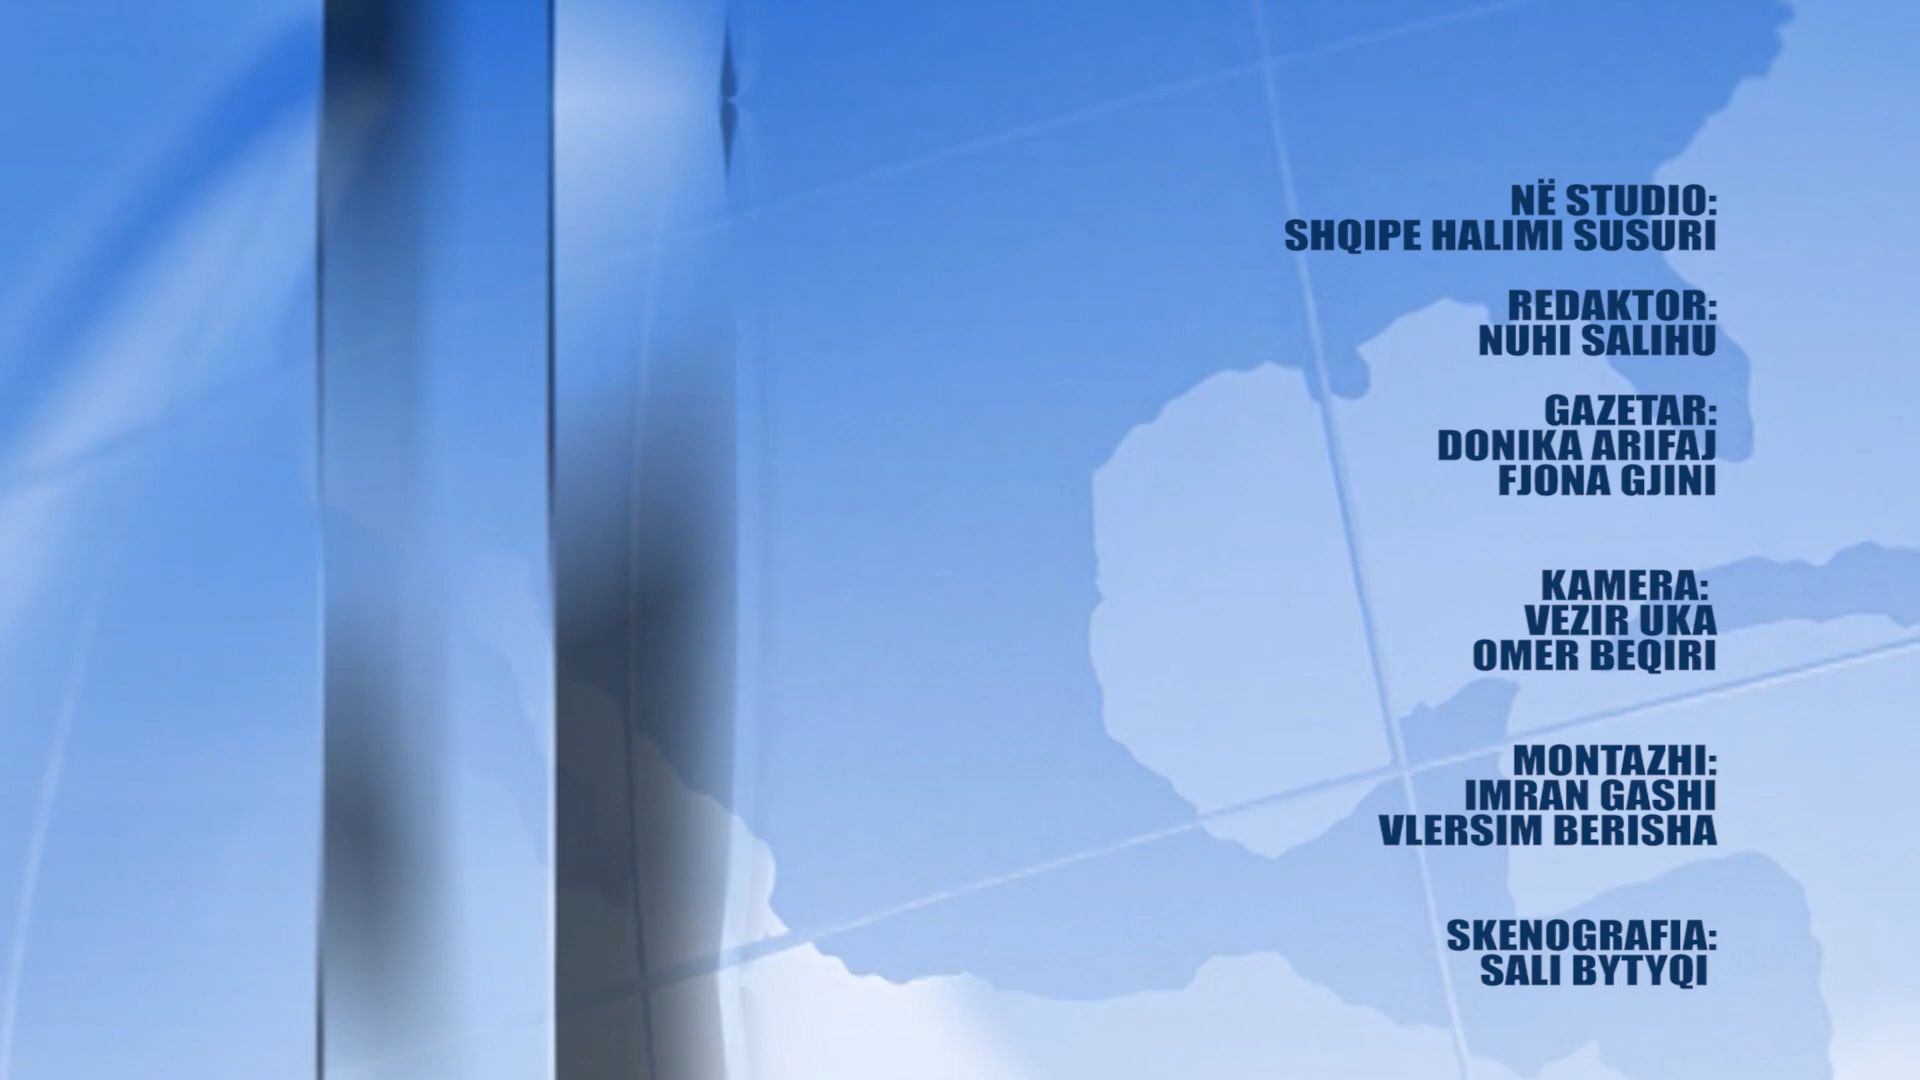 NË STUDIO:
SHQIPE HALIMI SUSURI
REDAKTOR:
NUHI SALIHU
GAZETAR:
DONIKA ARIFAJ
FJONA GJINI
KAMERA:
VEZIR UKA
OMER BEQIRI
MONTAZHI:
IMRAN GASHI
VLERSIM BERISHA
SKENOGRAFIA:
SALI BYTYQI